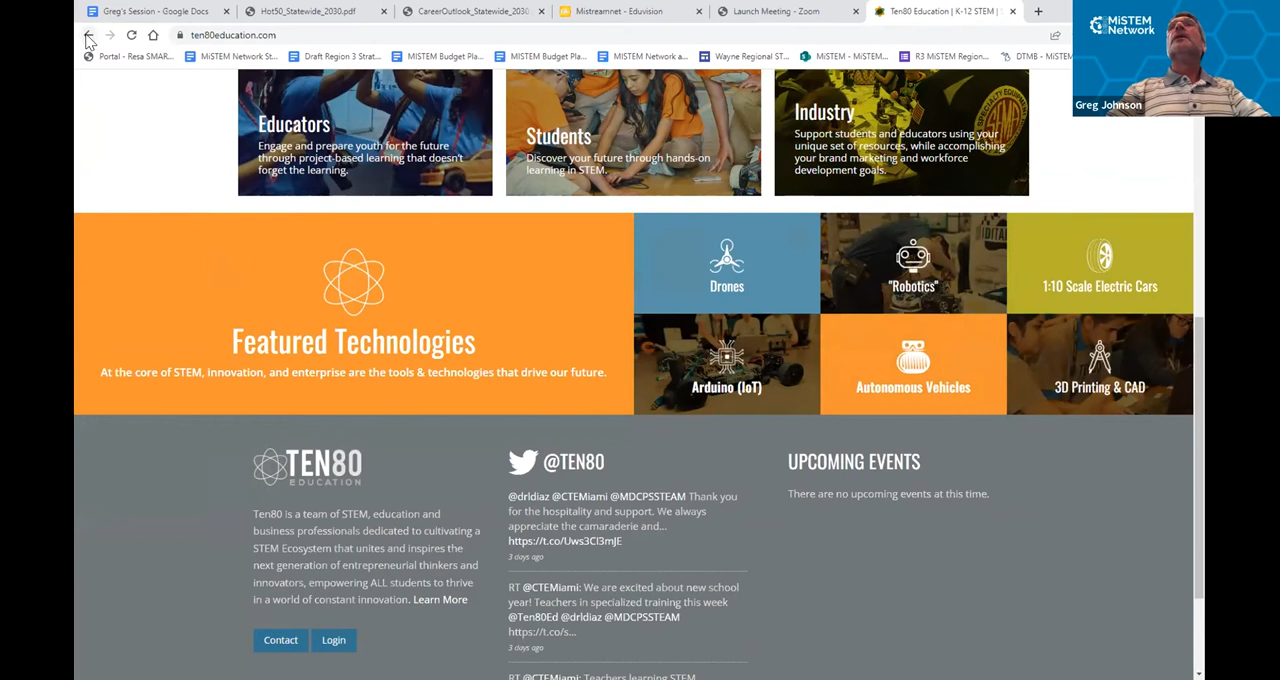 Greg's Session - Google Docs
Hot50_Statewide_2030.pdf
CareerOutlook_Statewide_2030
Mistreamnet - Eduvision
Launch Meeting - Zoom
Ten80 Education | K-12 STEM |
ten80education.com
Portal - Resa SMAR...
MiSTEM Network St...
Draft Region 3 Strat...
MISTEM Budget Pla...
MISTEM Budget Pla...
MISTEM Network a...
Wayne Regional ST...
MiSTEM - MiSTEM...
R3 MiSTEM Region...
DTMB - MiSTEM
MiSTEM
Network
Greg Johnson
Educators
Engage and prepare youth for the future
through project-based learning that doesn't
forget the learning.
Students
Discover your future through hands-on
learning in STEM.
Industry
Support students and educators using your
unique set of resources, while accomplishing
your brand marketing and workforce
development goals.
Featured Technologies
At the core of STEM, innovation, and enterprise are the tools & technologies that drive our future.
Drones
"Robotics"
1:10 Scale Electric Cars
Arduino (IoT)
Autonomous Vehicles
3D Printing & CAD
TEN80
EDUCATION
Ten80 is a team of STEM, education and
business professionals dedicated to cultivating a
STEM Ecosystem that unites and inspires the
next generation of entrepreneurial thinkers and
innovators, empowering ALL students to thrive
in a world of constant innovation. Learn More
Contact
Login
@TEN80
@drldiaz @CTEMiami @MDCPSSTEAM Thank you
for the hospitality and support. We always
appreciate the camaraderie and...
https://t.co/Uws3CI3mJE
3 days ago
RT @CTEMiami: We are excited about new school
year! Teachers in specialized training this week
@Ten80Ed @drldiaz @MDCPSSTEAM
https://t.co/s...
3 days ago
RT @CTEMiami: Teachers learning STEM
UPCOMING EVENTS
There are no upcoming events at this time.